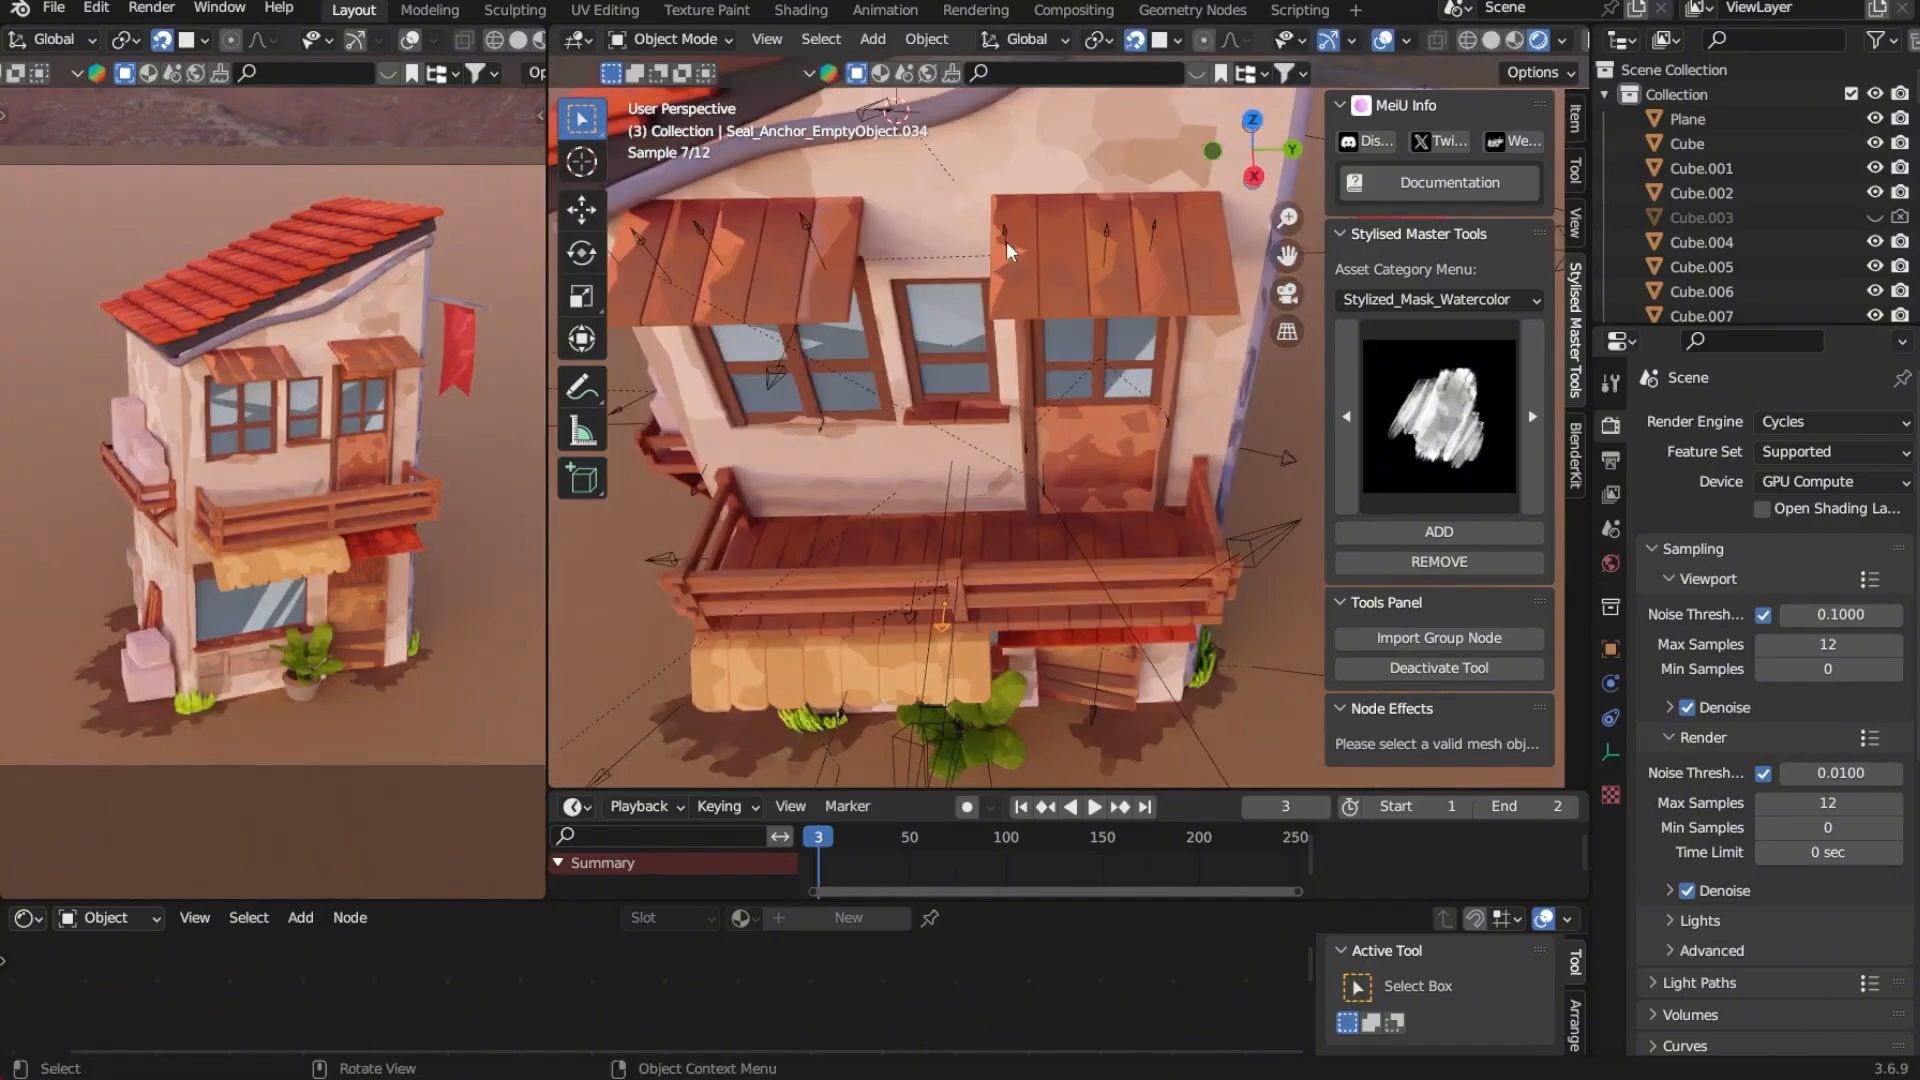 File Edit Render Window Help Layout Modeling Sculpting UV Editing Texture Paint Shading Animation Rendering Compositing Geometry Nodes Scripting + Scene ViewLayer
Global Object Mode View Select Add Object Global
Op Options
User Perspective
(3) Collection | Seal_Anchor_EmptyObject.034
Sample 7/12
Z
Y
X
MeiU Info
Dis... Twi... We...
Documentation
Stylised Master Tools
Asset Category Menu:
Stylized_Mask_Watercolor
ADD
REMOVE
Tools Panel
Import Group Node
Deactivate Tool
Node Effects
Please select a valid mesh obj...
Item
Tool
View
Stylised Master Tools
BlenderKit
Scene Collection
Collection
Plane
Cube
Cube.001
Cube.002
Cube.003
Cube.004
Cube.005
Cube.006
Cube.007
Scene
Render Engine Cycles
Feature Set Supported
Device GPU Compute
Open Shading La...
Sampling
Viewport
Noise Thresh... 0.1000
Max Samples 12
Min Samples 0
Denoise
Render
Noise Thresh... 0.0100
Max Samples 12
Min Samples 0
Time Limit 0 sec
Denoise
Lights
Advanced
Light Paths
Volumes
Curves
Playback Keying View Marker 3 Start 1 End 2
3 50 100 150 200 250
Summary
Object View Select Add Node Slot New
Active Tool
Select Box
Tool
Arrange
Select Rotate View Object Context Menu 3.6.9